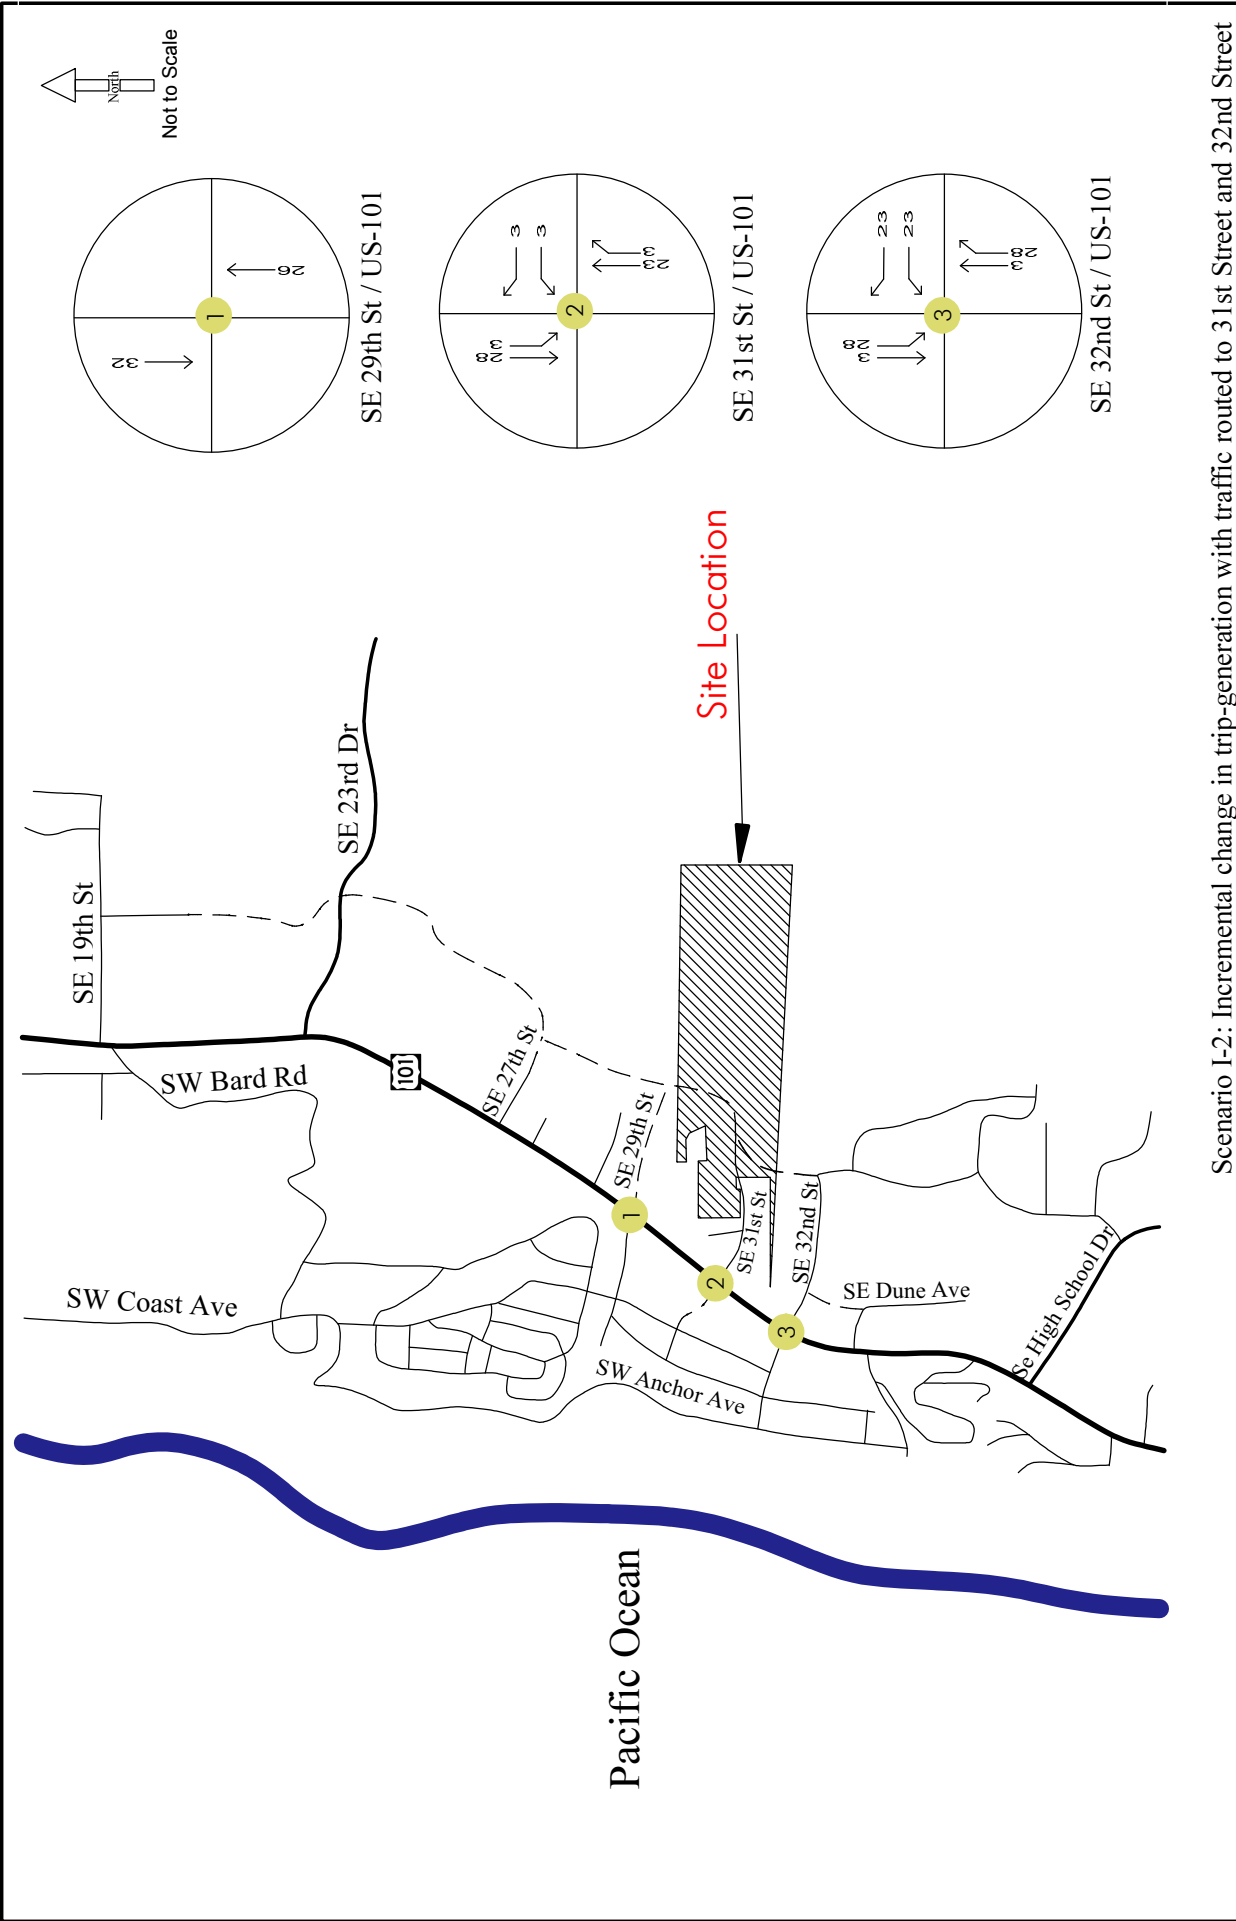 North
Not to Scale
32
26
1
SE 29th St / US-101
28
3
3
3
23
3
2
SE 31st St / US-101
3
28
23
23
3
28
3
SE 32nd St / US-101
Site Location
SE 19th St
SE 23rd Dr
SW Bard Rd
101
SE 27th St
SE 29th St
1
SE 31st St
2
SE 32nd St
3
SE Dune Ave
Se High School Dr
SW Coast Ave
SW Anchor Ave
Pacific Ocean
Scenario I-2: Incremental change in trip-generation with traffic routed to 31st Street and 32nd Street